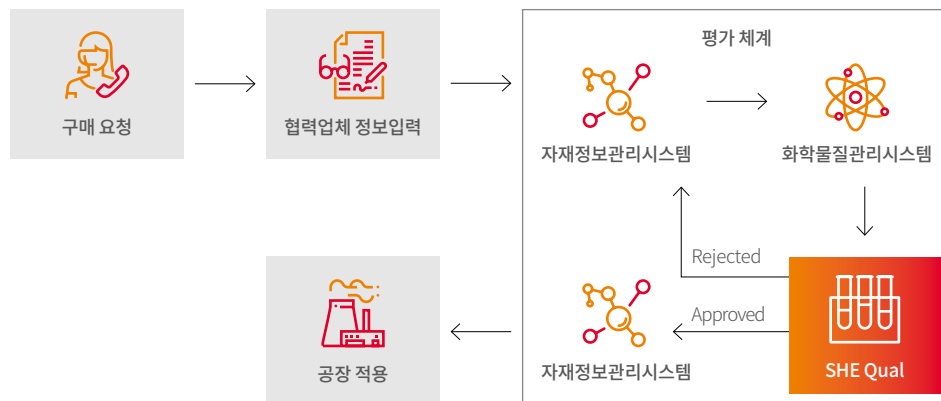 평가 체계
구매 요청
협력업체 정보입력
자재정보관리시스템
화학물질관리시스템
Rejected
Approved
공장 적용
자재정보관리시스템
SHE Qual